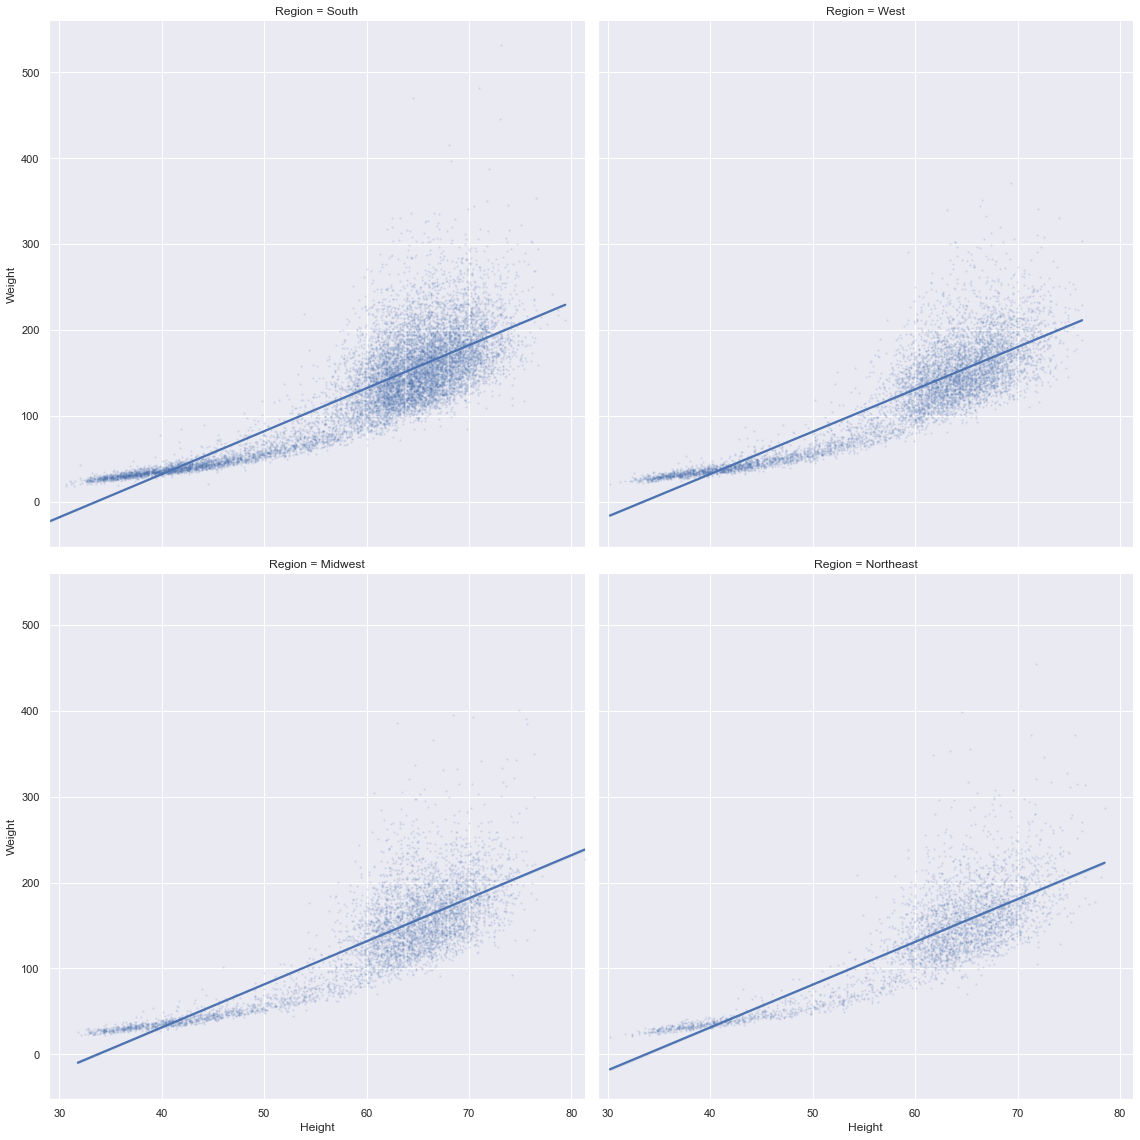 Region = South
Region = West
500
400
300
200
100
0
Weight
Region = Midwest
Region = Northeast
500
400
300
200
100
0
Weight
30 40 50 60 70 80 30 40 50 60 70 80
Height Height